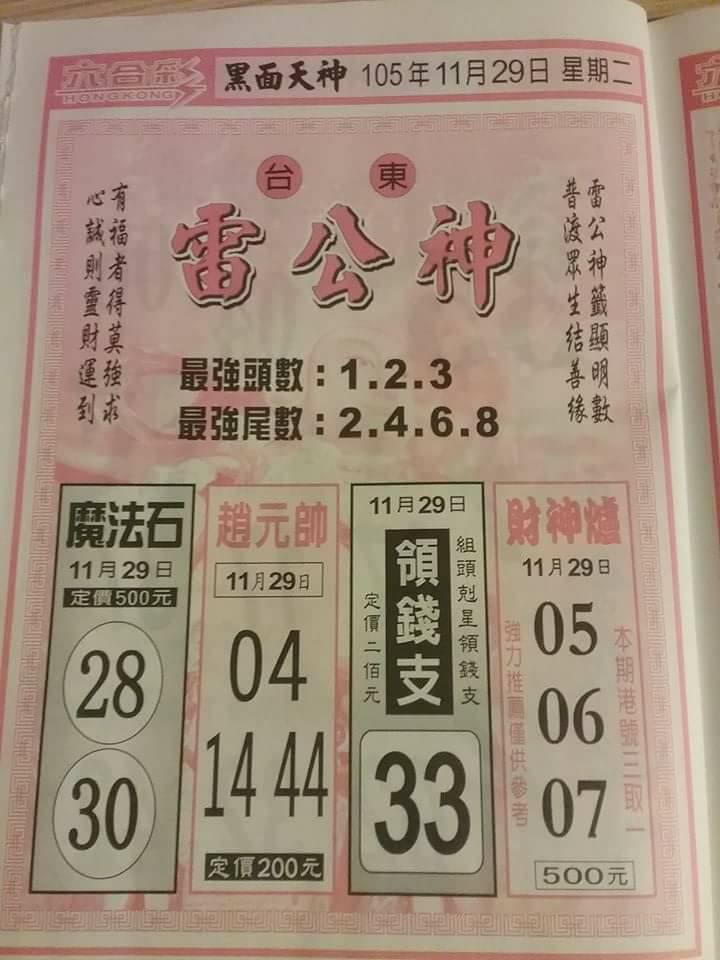 六合彩
HONGKONG
黑面天神 105年11月29日 星期二
台東
雷公神
雷公神籤顯明數
普渡眾生結善緣
有福者得莫強求
心誠則靈財運到
最強頭數：1.2.3
最強尾數：2.4.6.8
魔法石
11月29日
定價500元
28
30
趙元帥
11月29日
04
14 44
定價200元
11月29日
組頭剋星領錢支
領錢支
定價二佰元
33
財神爐
11月29日
本期港號三取一
05
06
07
強力推薦僅供參考
500元